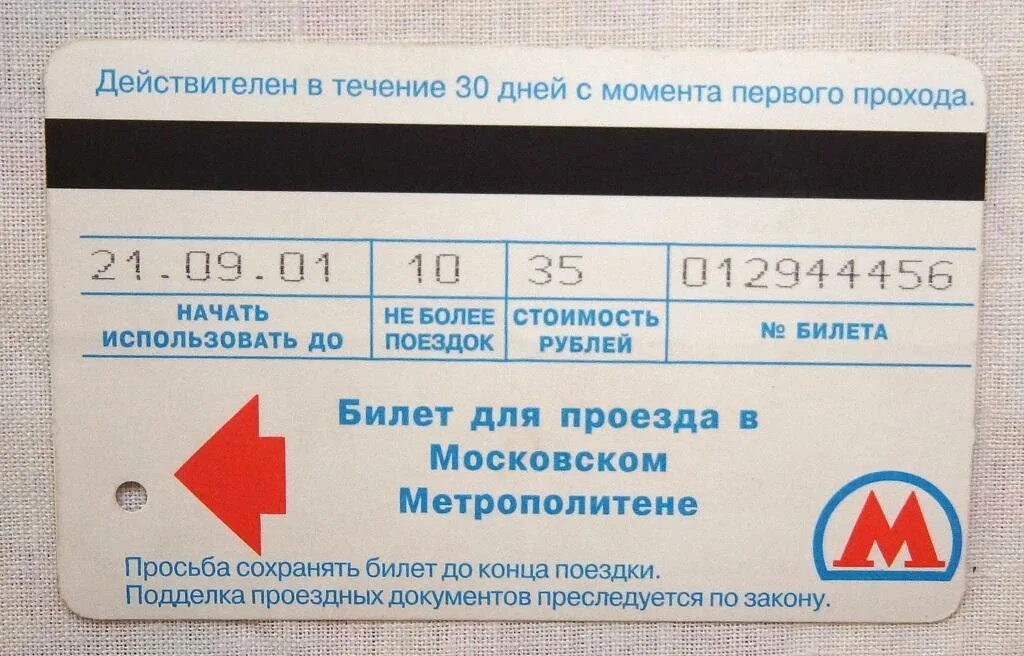 Действителен в течение 30 дней с момента первого прохода.
21.09.01 10 35 012944456
НАЧАТЬ ИСПОЛЬЗОВАТЬ ДО
НЕ БОЛЕЕ ПОЕЗДОК
СТОИМОСТЬ РУБЛЕЙ
№ БИЛЕТА
Билет для проезда в
Московском
Метрополитене
М
Просьба сохранять билет до конца поездки.
Подделка проездных документов преследуется по закону.